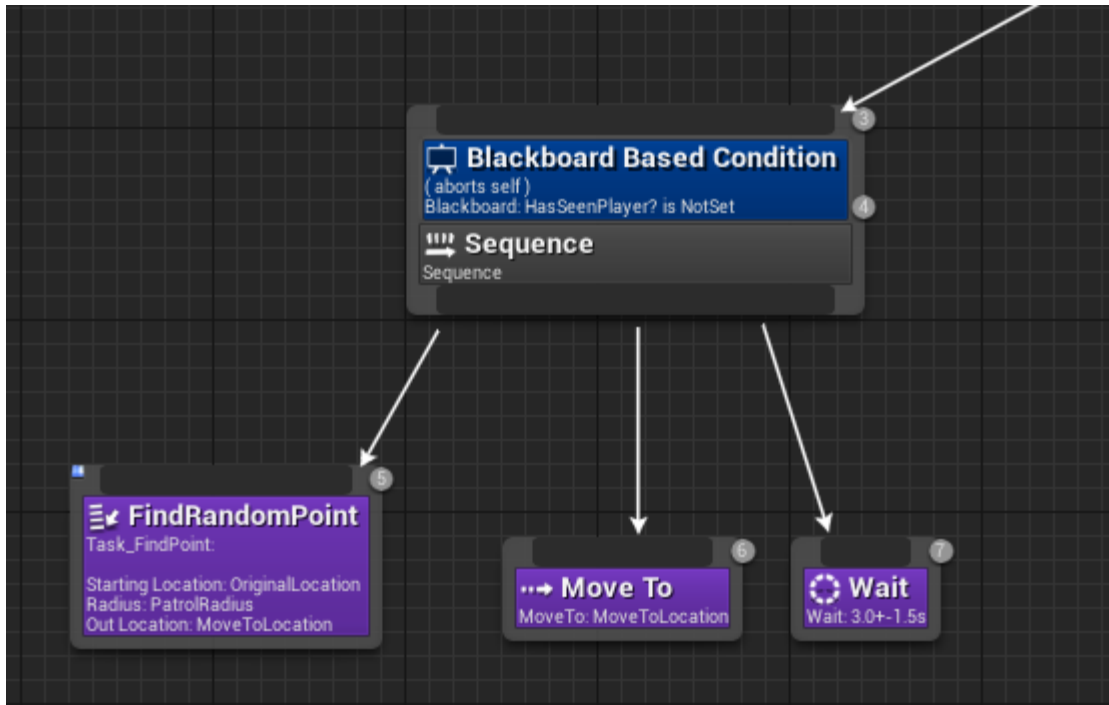 3
Blackboard Based Condition
( aborts self )
Blackboard: HasSeenPlayer? is NotSet
4
Sequence
Sequence
5
FindRandomPoint
Task_FindPoint:
Starting Location: OriginalLocation
Radius: PatrolRadius
Out Location: MoveToLocation
6
Move To
MoveTo: MoveToLocation
7
Wait
Wait: 3.0+-1.5s